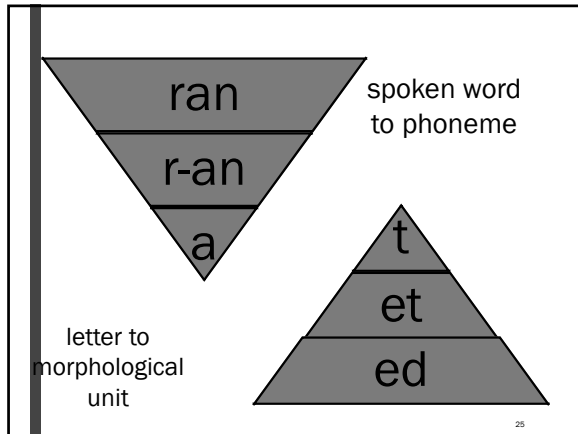 ran
r-an
a
spoken word
to phoneme
t
et
ed
letter to
morphological
unit
25